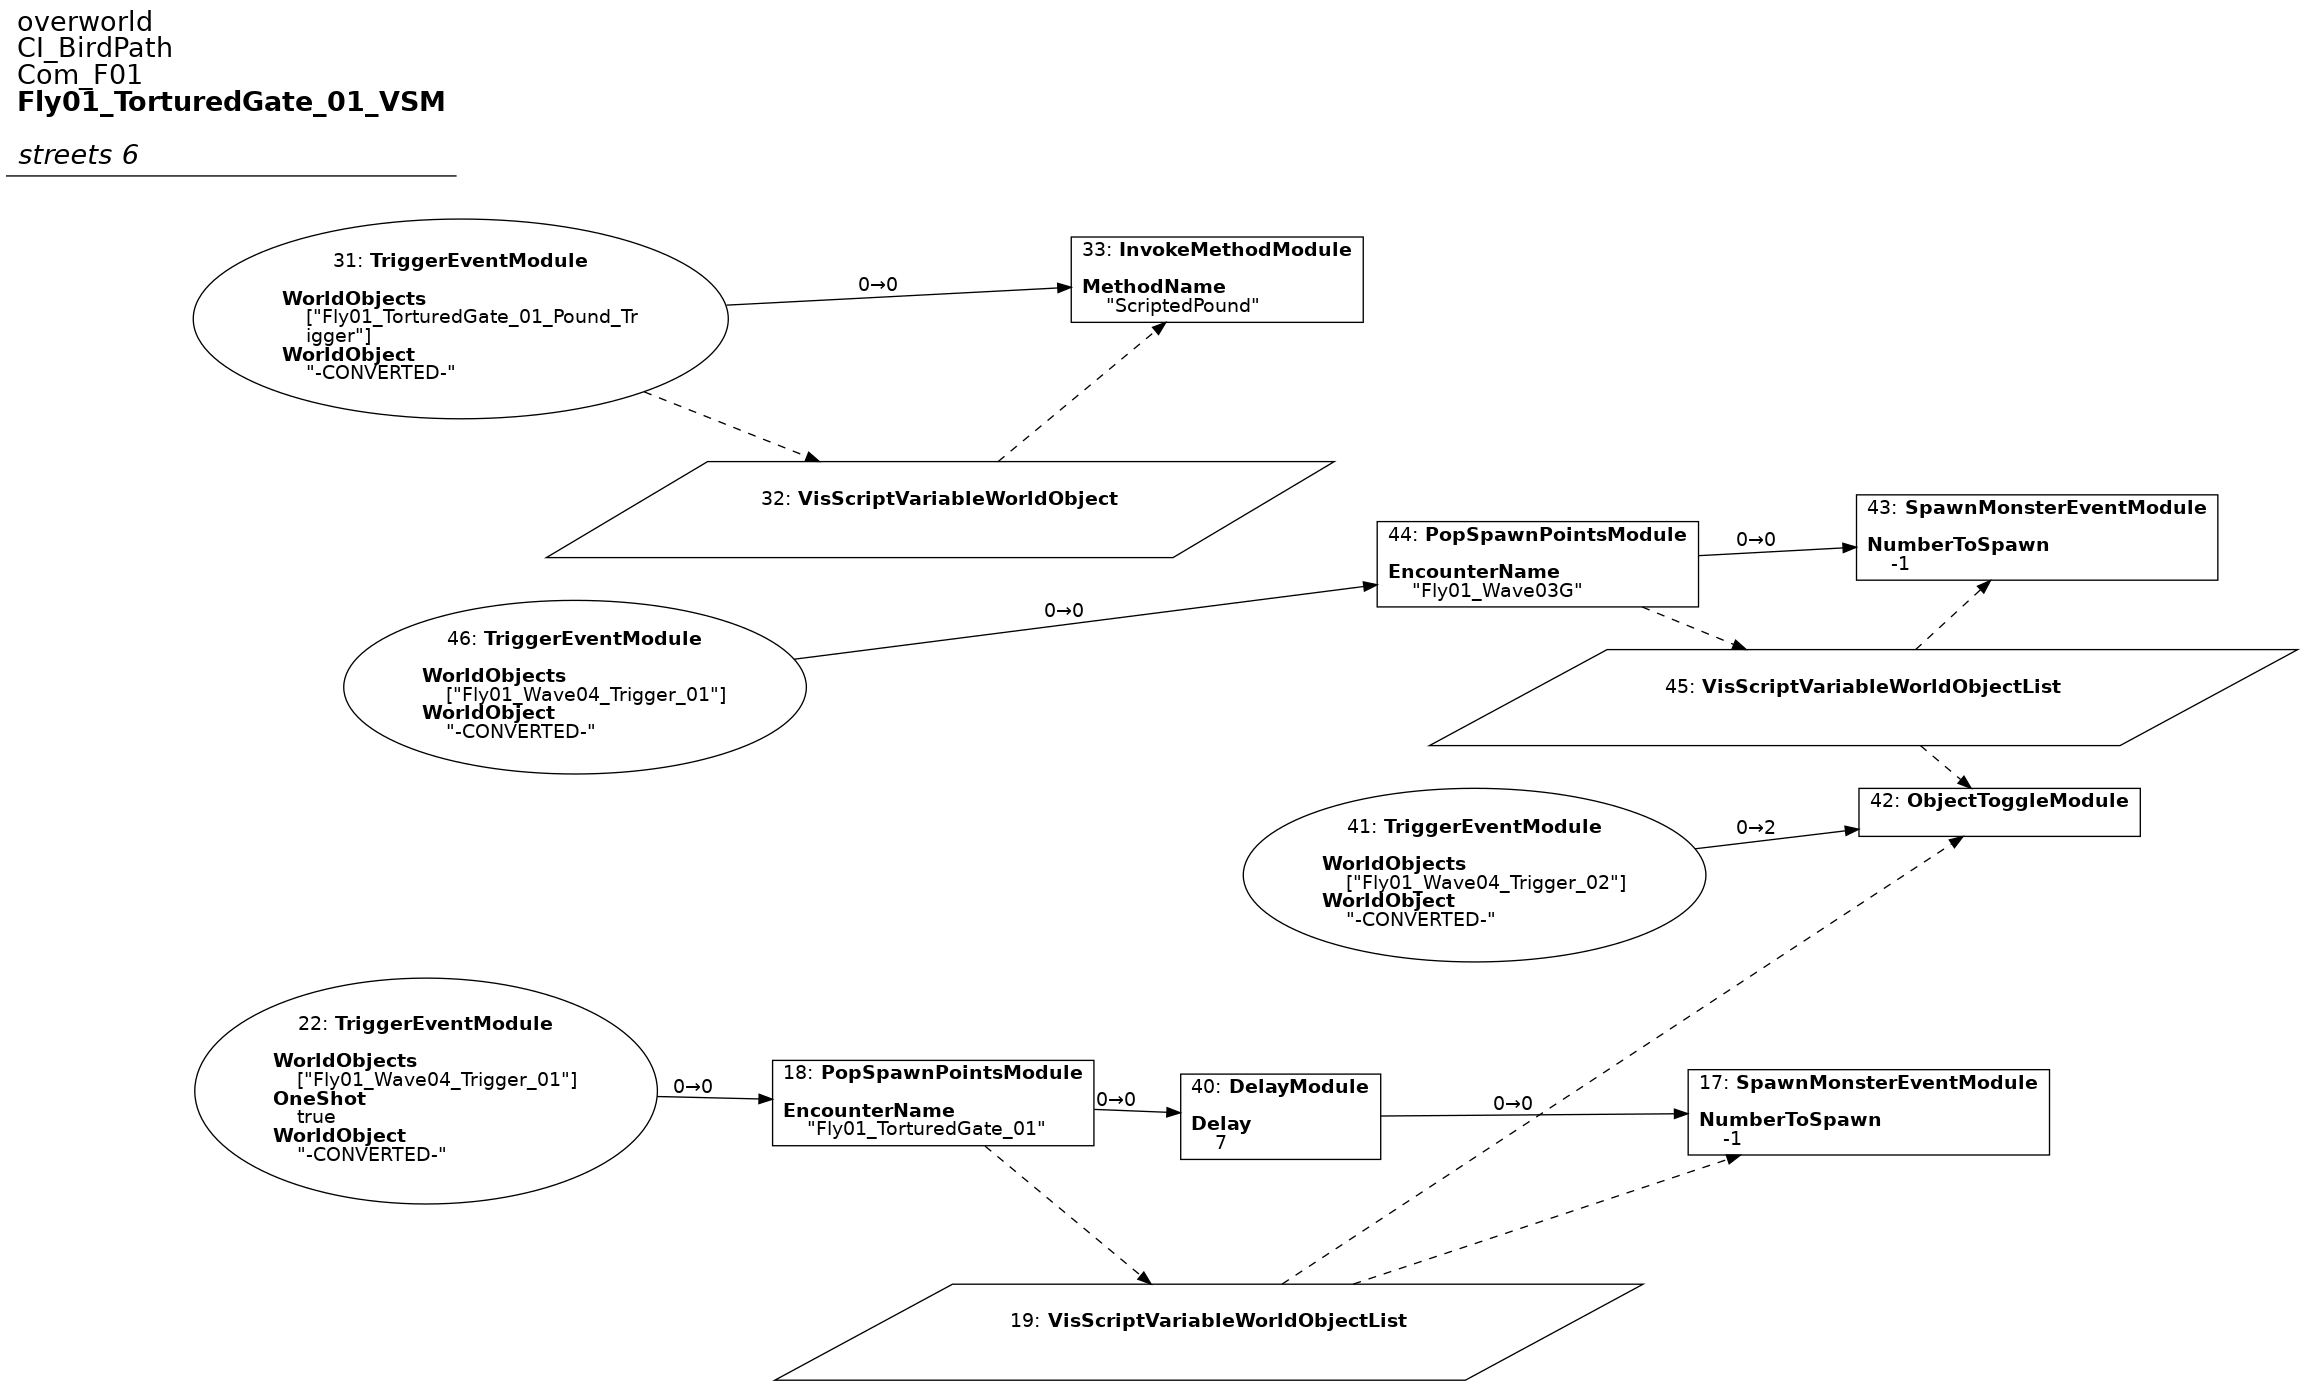 overworld
CI_BirdPath
Com_F01
Fly01_TorturedGate_01_VSM
streets 6
31: TriggerEventModule
WorldObjects
["Fly01_TorturedGate_01_Pound_Tr
igger"]
WorldObject
"-CONVERTED-"
0→0
33: InvokeMethodModule
MethodName
"ScriptedPound"
32: VisScriptVariableWorldObject
46: TriggerEventModule
WorldObjects
["Fly01_Wave04_Trigger_01"]
WorldObject
"-CONVERTED-"
0→0
44: PopSpawnPointsModule
EncounterName
"Fly01_Wave03G"
0→0
43: SpawnMonsterEventModule
NumberToSpawn
-1
45: VisScriptVariableWorldObjectList
41: TriggerEventModule
WorldObjects
["Fly01_Wave04_Trigger_02"]
WorldObject
"-CONVERTED-"
0→2
42: ObjectToggleModule
22: TriggerEventModule
WorldObjects
["Fly01_Wave04_Trigger_01"]
OneShot
true
WorldObject
"-CONVERTED-"
0→0
18: PopSpawnPointsModule
EncounterName
"Fly01_TorturedGate_01"
0→0
40: DelayModule
Delay
7
0→0
17: SpawnMonsterEventModule
NumberToSpawn
-1
19: VisScriptVariableWorldObjectList